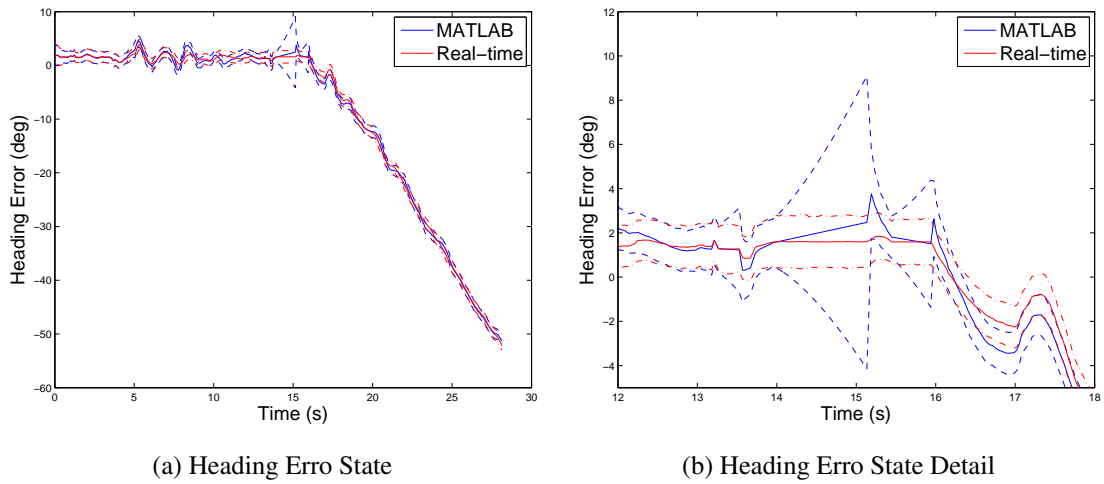 10
0
−10
−20
−30
−40
−50
−60
0 5 10 15 20 25 30
Heading Error (deg)
Time (s)
MATLAB
Real-time
(a) Heading Erro State
12
10
8
6
4
2
0
−2
−4
12 13 14 15 16 17 18
Heading Error (deg)
Time (s)
MATLAB
Real-time
(b) Heading Erro State Detail